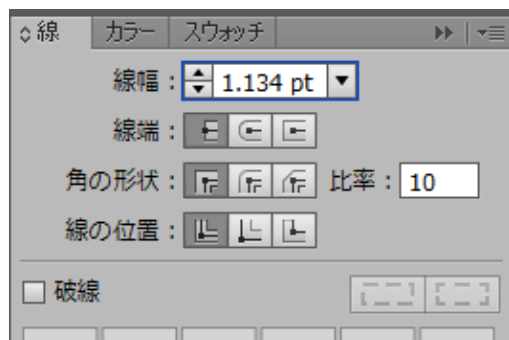 線 カラー スウォッチ
線幅 : 1.134 pt
線端 :
角の形状 : 比率 : 10
線の位置 :
破線